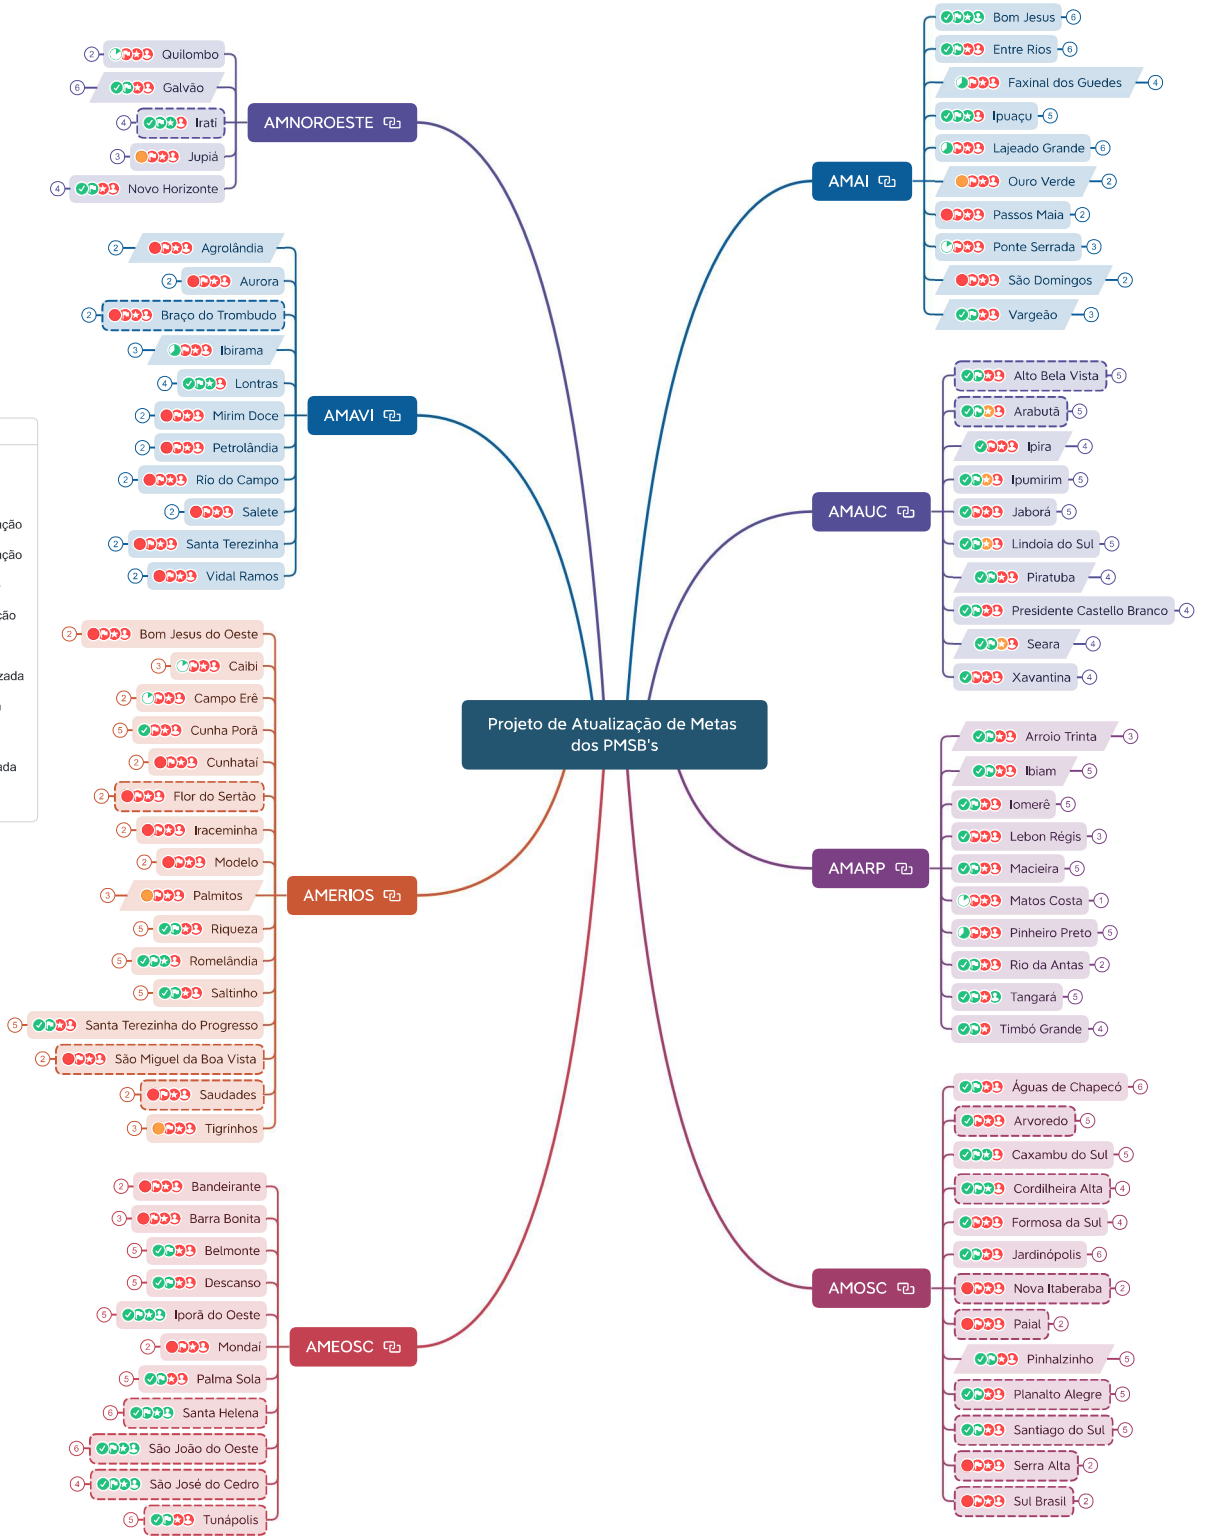 Projeto de Atualização de Metas
dos PMSB's
AMNOROESTE
2 Quilombo
6 Galvão
4 Irati
3 Jupiá
4 Novo Horizonte
AMAVI
2 Agrolândia
2 Aurora
2 Braço do Trombudo
3 Ibirama
4 Lontras
2 Mirim Doce
2 Petrolândia
2 Rio do Campo
2 Salete
2 Santa Terezinha
2 Vidal Ramos
AMERIOS
2 Bom Jesus do Oeste
3 Caibi
2 Campo Erê
5 Cunha Porã
2 Cunhataí
2 Flor do Sertão
2 Iraceminha
2 Modelo
3 Palmitos
5 Riqueza
5 Romelândia
5 Saltinho
5 Santa Terezinha do Progresso
2 São Miguel da Boa Vista
2 Saudades
3 Tigrinhos
AMEOSC
2 Bandeirante
3 Barra Bonita
5 Belmonte
5 Descanso
5 Iporã do Oeste
2 Mondaí
5 Palma Sola
6 Santa Helena
6 São João do Oeste
4 São José do Cedro
5 Tunápolis
AMAI
Bom Jesus 6
Entre Rios 6
Faxinal dos Guedes 4
Ipuaçu 5
Lajeado Grande 6
Ouro Verde 2
Passos Maia 2
Ponte Serrada 3
São Domingos 2
Vargeão 3
AMAUC
Alto Bela Vista 5
Arabutã 5
Ipira 4
Ipumirim 5
Jaborá 5
Lindoia do Sul 5
Piratuba 4
Presidente Castello Branco 4
Seara 4
Xavantina 4
AMARP
Arroio Trinta 3
Ibiam 5
Iomerê 5
Lebon Régis 3
Macieira 5
Matos Costa 1
Pinheiro Preto 5
Rio da Antas 2
Tangará 5
Timbó Grande 4
AMOSC
Águas de Chapecó 6
Arvoredo 5
Caxambu do Sul 5
Cordilheira Alta 4
Formosa da Sul 4
Jardinópolis 6
Nova Itaberaba 2
Paial 2
Pinhalzinho 5
Planalto Alegre 5
Santiago do Sul 5
Serra Alta 2
Sul Brasil 2